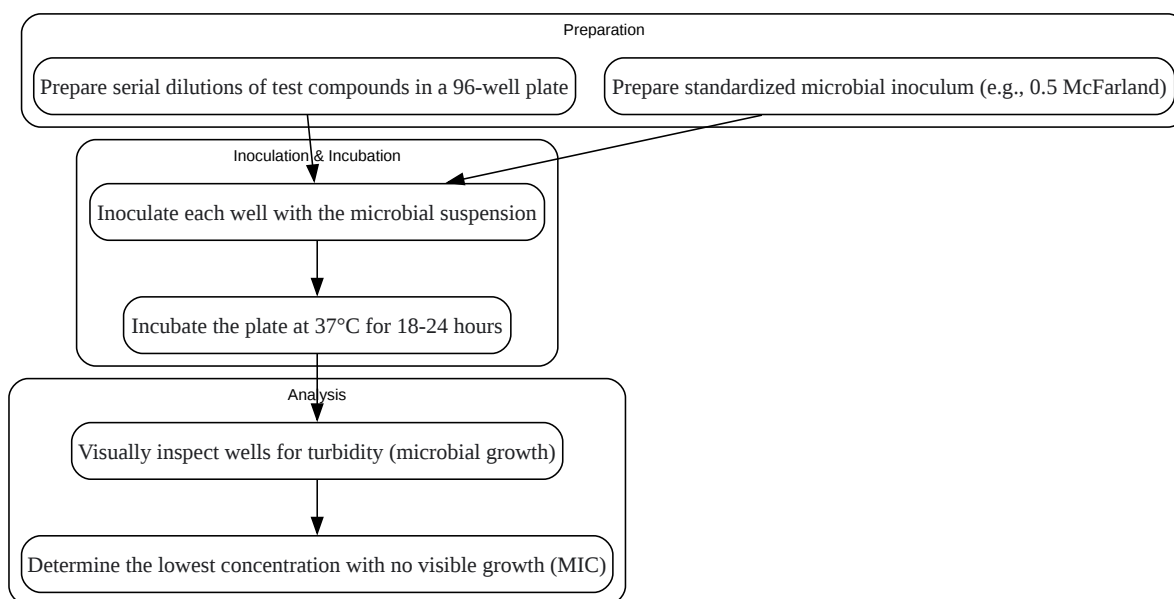 Preparation
Prepare serial dilutions of test compounds in a 96-well plate
Prepare standardized microbial inoculum (e.g., 0.5 McFarland)
Inoculation & Incubation
Inoculate each well with the microbial suspension
Incubate the plate at 37°C for 18-24 hours
Analysis
Visually inspect wells for turbidity (microbial growth)
Determine the lowest concentration with no visible growth (MIC)